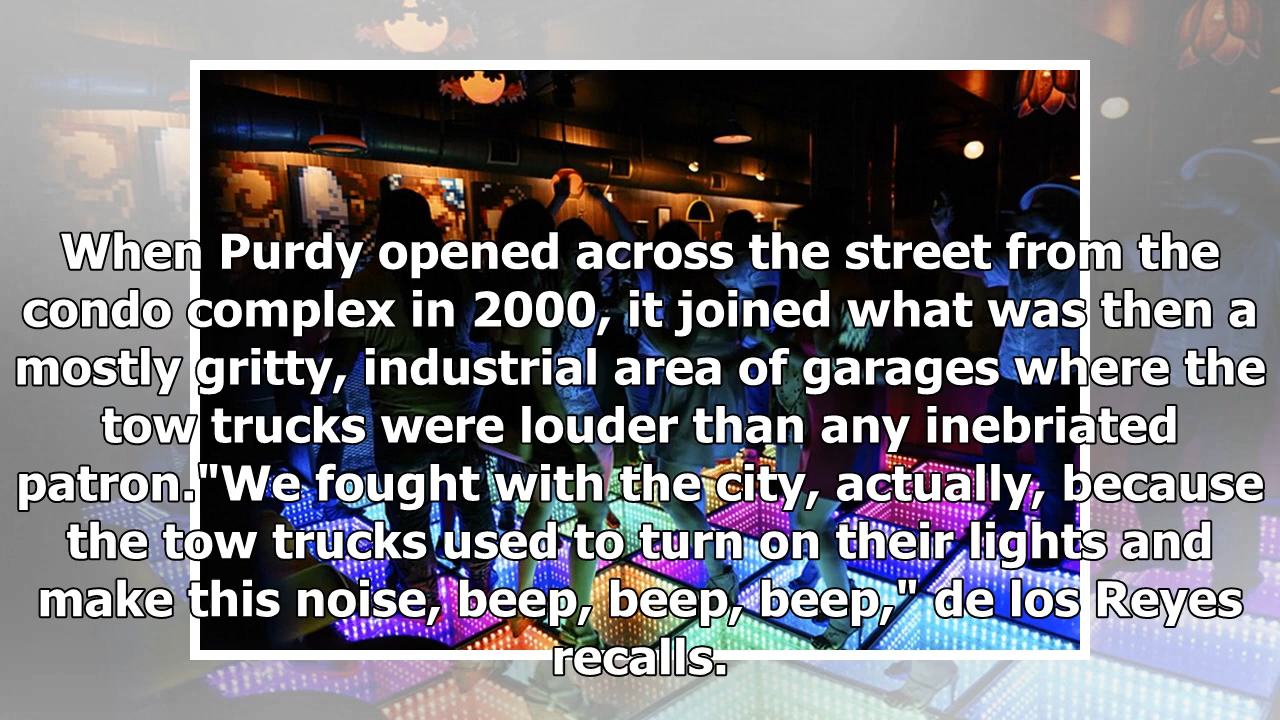 When Purdy opened across the street from the
condo complex in 2000, it joined what was then a
mostly gritty, industrial area of garages where the
tow trucks were louder than any inebriated
patron."We fought with the city, actually, because
the tow trucks used to turn on their lights and
make this noise, beep, beep, beep," de los Reyes
recalls.